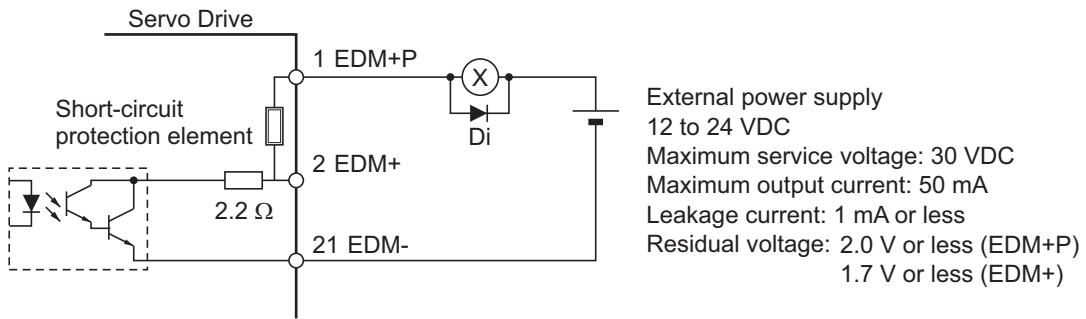 Servo Drive
1 EDM+P
X
Di
Short-circuit
protection element
2 EDM+
2.2 Ω
21 EDM-
External power supply
12 to 24 VDC
Maximum service voltage: 30 VDC
Maximum output current: 50 mA
Leakage current: 1 mA or less
Residual voltage: 2.0 V or less (EDM+P)
1.7 V or less (EDM+)